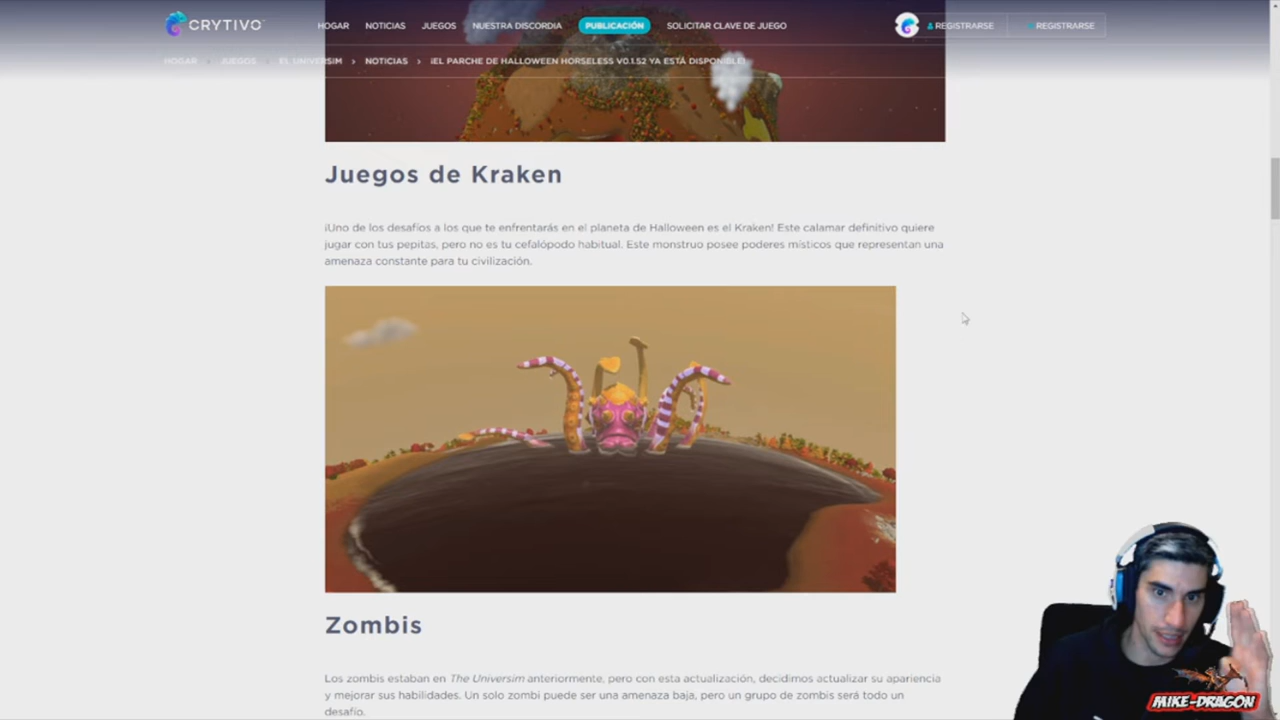 CRYTIVO
HOGAR NOTICIAS JUEGOS NUESTRA DISCORDIA PUBLICACIÓN SOLICITAR CLAVE DE JUEGO REGISTRARSE REGISTRARSE
HOGAR > JUEGOS > EL UNIVERSIM > NOTICIAS > ¡EL PARCHE DE HALLOWEEN HORSELESS V0.1.52 YA ESTÁ DISPONIBLE!
Juegos de Kraken
¡Uno de los desafíos a los que te enfrentarás en el planeta de Halloween es el Kraken! Este calamar definitivo quiere
jugar con tus pepitas, pero no es tu cefalópodo habitual. Este monstruo posee poderes místicos que representan una
amenaza constante para tu civilización.
Zombis
Los zombis estaban en The Universim anteriormente, pero con esta actualización, decidimos actualizar su apariencia
y mejorar sus habilidades. Un solo zombi puede ser una amenaza baja, pero un grupo de zombis será todo un
desafío.
MIKE-DRAGON